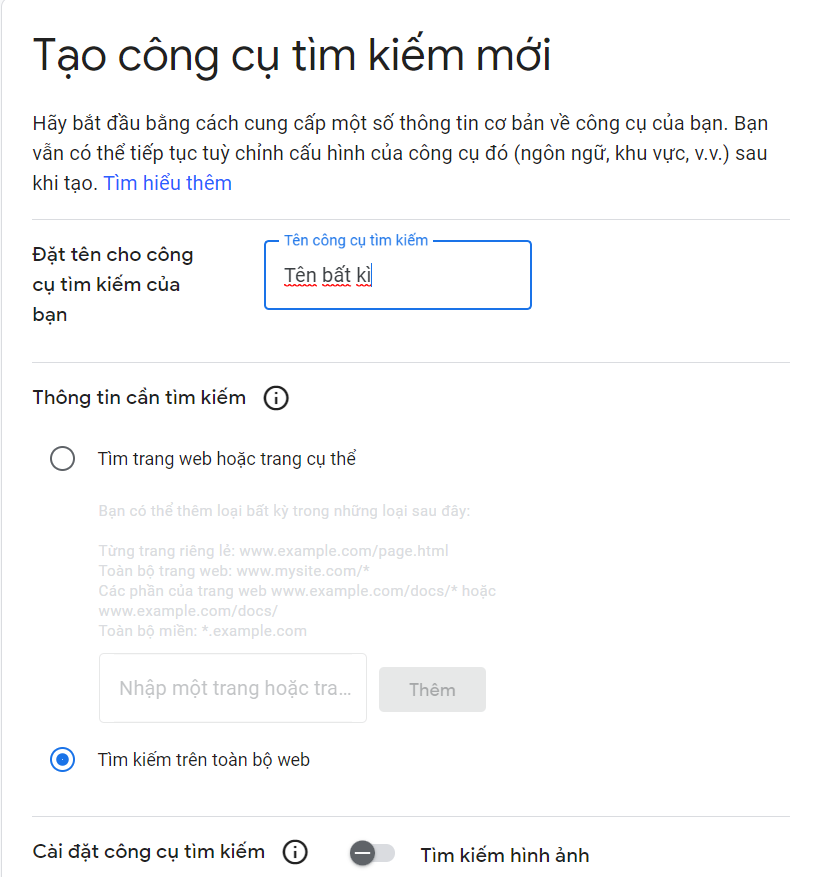 Tạo công cụ tìm kiếm mới
Hãy bắt đầu bằng cách cung cấp một số thông tin cơ bản về công cụ của bạn. Bạn
vẫn có thể tiếp tục tuỳ chỉnh cấu hình của công cụ đó (ngôn ngữ, khu vực, v.v.) sau
khi tạo. Tìm hiểu thêm
Đặt tên cho công
cụ tìm kiếm của
bạn
Tên công cụ tìm kiếm
Tên bất kì
Thông tin cần tìm kiếm
Tìm trang web hoặc trang cụ thể
Bạn có thể thêm loại bất kỳ trong những loại sau đây:
Từng trang riêng lẻ: www.example.com/page.html
Toàn bộ trang web: www.mysite.com/*
Các phần của trang web www.example.com/docs/* hoặc
www.example.com/docs/
Toàn bộ miền: *.example.com
Nhập một trang hoặc tra...
Thêm
Tìm kiếm trên toàn bộ web
Cài đặt công cụ tìm kiếm
Tìm kiếm hình ảnh